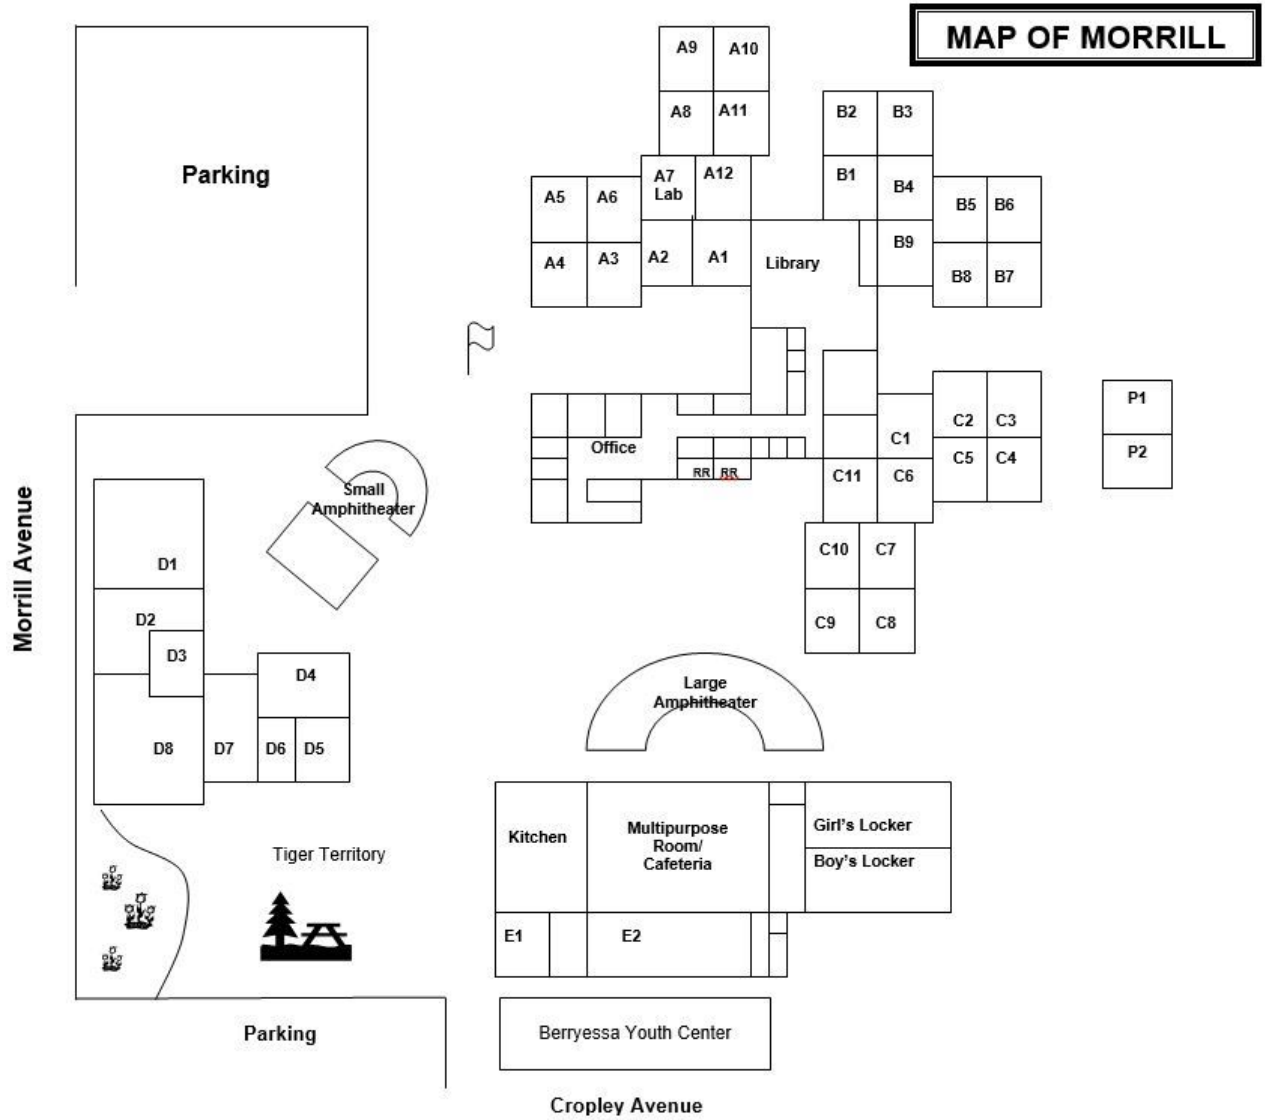 MAP OF MORRILL
A9
A10
A8
A11
B2
B3
Parking
A7
Lab
A12
B1
B4
A5
A6
B5
B6
A4
A3
A2
A1
Library
B9
B8
B7
P1
C2
C3
C1
P2
Office
C5
C4
RR
RR
C11
C6
Small
Amphitheater
Morrill Avenue
D1
C10
C7
D2
C9
C8
D3
D4
Large
Amphitheater
D8
D7
D6
D5
Kitchen
Multipurpose
Room/
Cafeteria
Girl's Locker
Boy's Locker
Tiger Territory
E1
E2
Parking
Berryessa Youth Center
Cropley Avenue